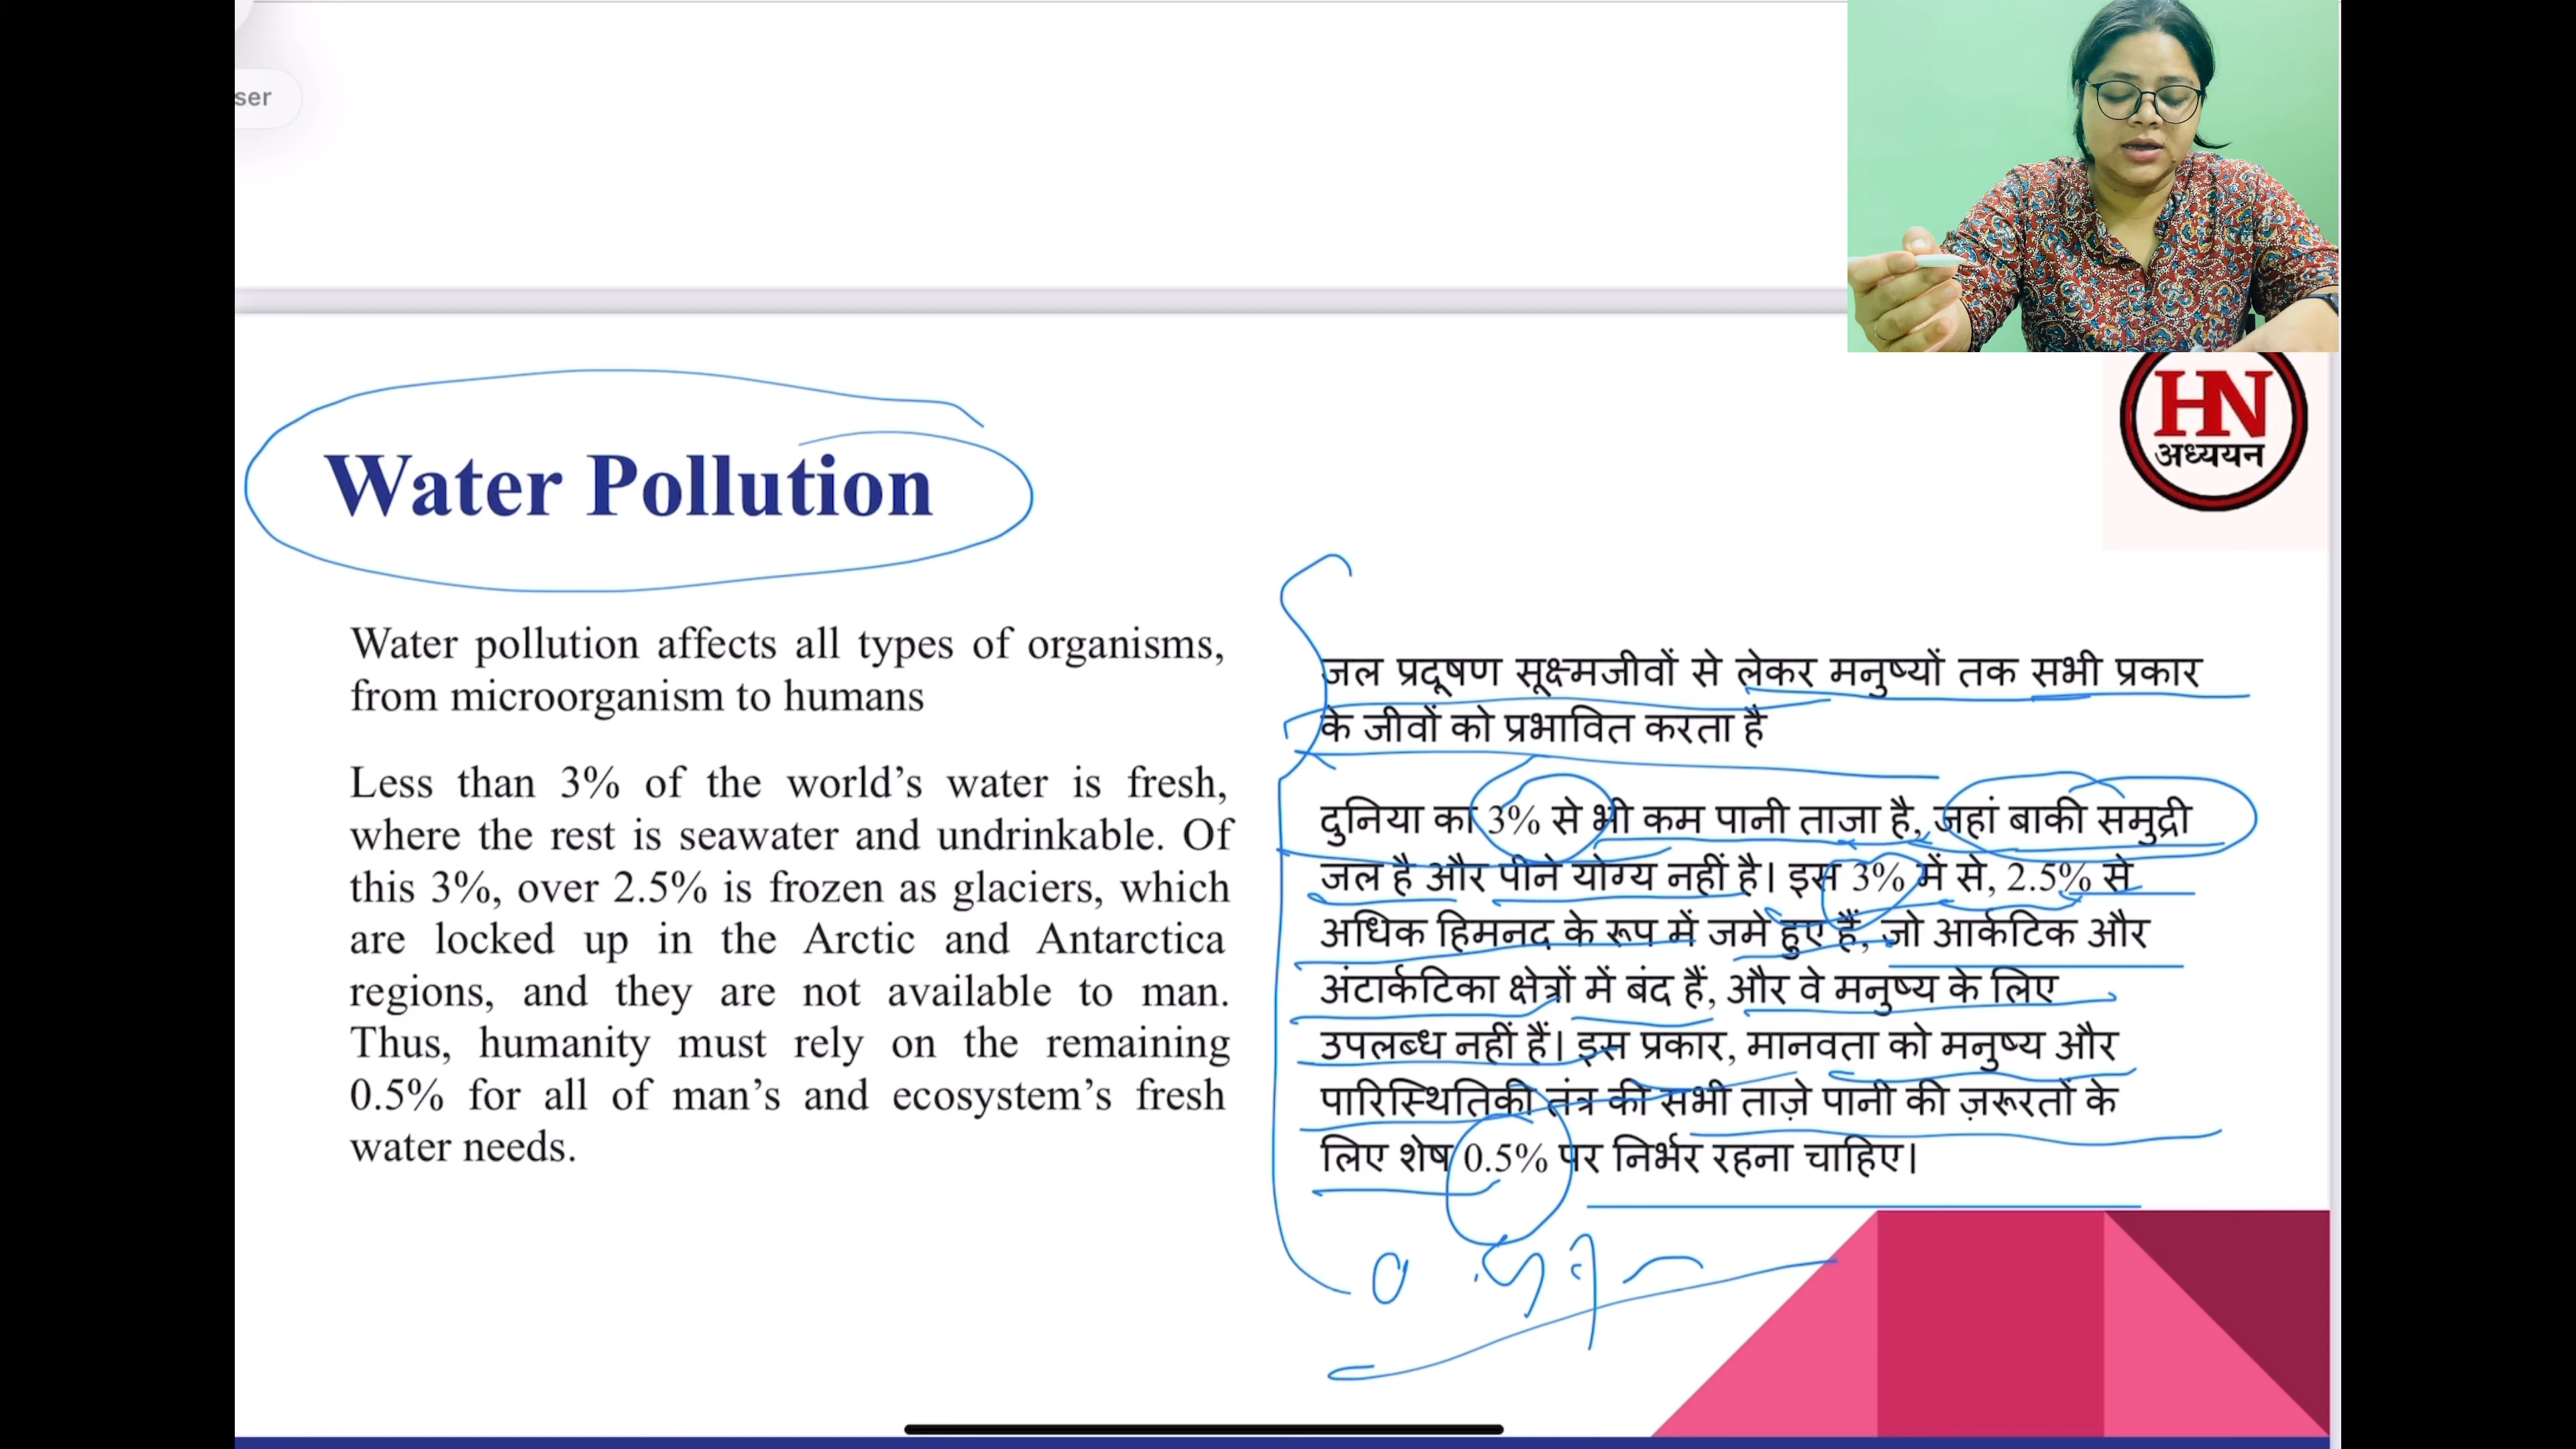 ser
HN
अध्ययन
Water Pollution
Water pollution affects all types of organisms,
from microorganism to humans
Less than 3% of the world’s water is fresh,
where the rest is seawater and undrinkable. Of
this 3%, over 2.5% is frozen as glaciers, which
are locked up in the Arctic and Antarctica
regions, and they are not available to man.
Thus, humanity must rely on the remaining
0.5% for all of man’s and ecosystem’s fresh
water needs.
जल प्रदूषण सूक्ष्मजीवों से लेकर मनुष्यों तक सभी प्रकार
के जीवों को प्रभावित करता है
दुनिया का 3% से भी कम पानी ताजा है, जहां बाकी समुद्री
जल है और पीने योग्य नहीं है। इस 3% में से, 2.5% से
अधिक हिमनद के रूप में जमे हुए हैं, जो आर्कटिक और
अंटार्कटिका क्षेत्रों में बंद हैं, और वे मनुष्य के लिए
उपलब्ध नहीं हैं। इस प्रकार, मानवता को मनुष्य और
पारिस्थितिकी तंत्र की सभी ताज़े पानी की ज़रूरतों के
लिए शेष 0.5% पर निर्भर रहना चाहिए।